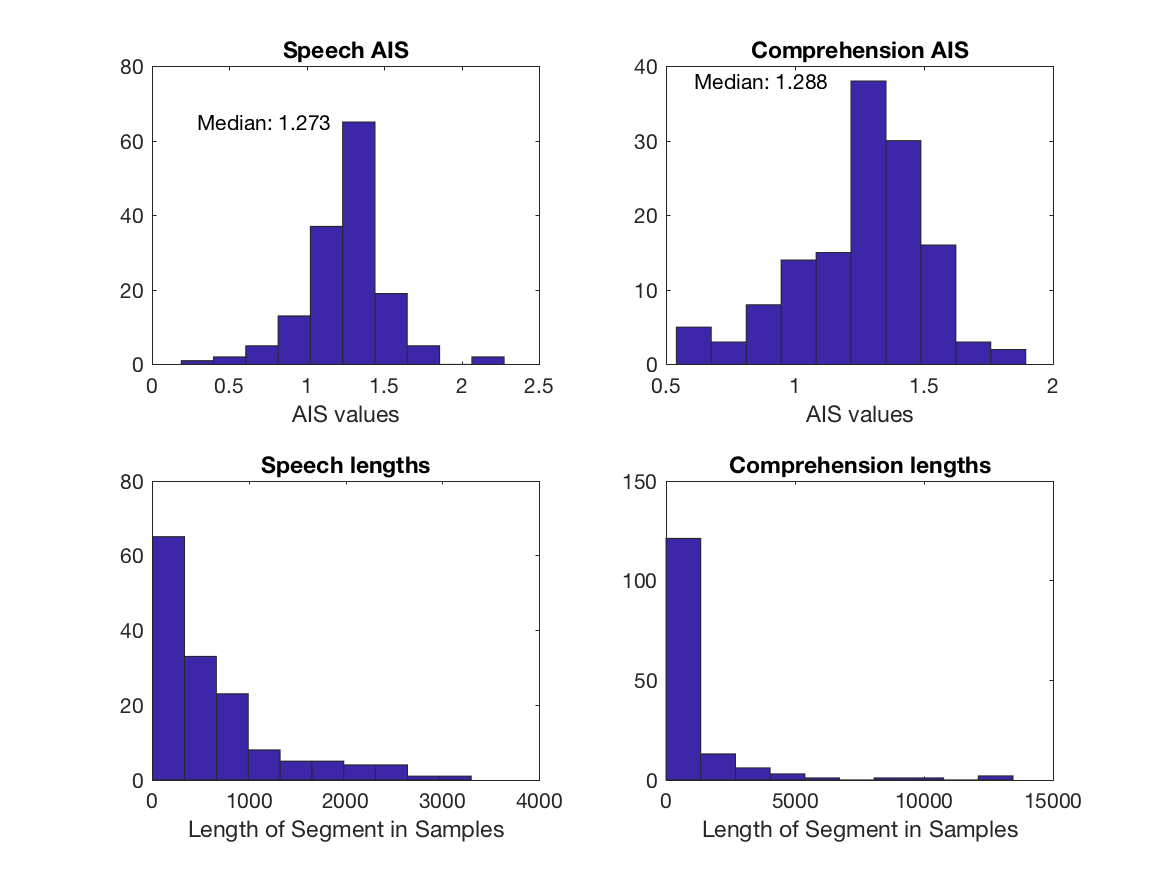 Speech AIS
80
60
40
20
0
Median: 1.273
0 0.5 1 1.5 2 2.5
AIS values
Comprehension AIS
40
30
20
10
0
Median: 1.288
0.5 1 1.5 2
AIS values
Speech lengths
80
60
40
20
0
0 1000 2000 3000 4000
Length of Segment in Samples
Comprehension lengths
150
100
50
0
0 5000 10000 15000
Length of Segment in Samples